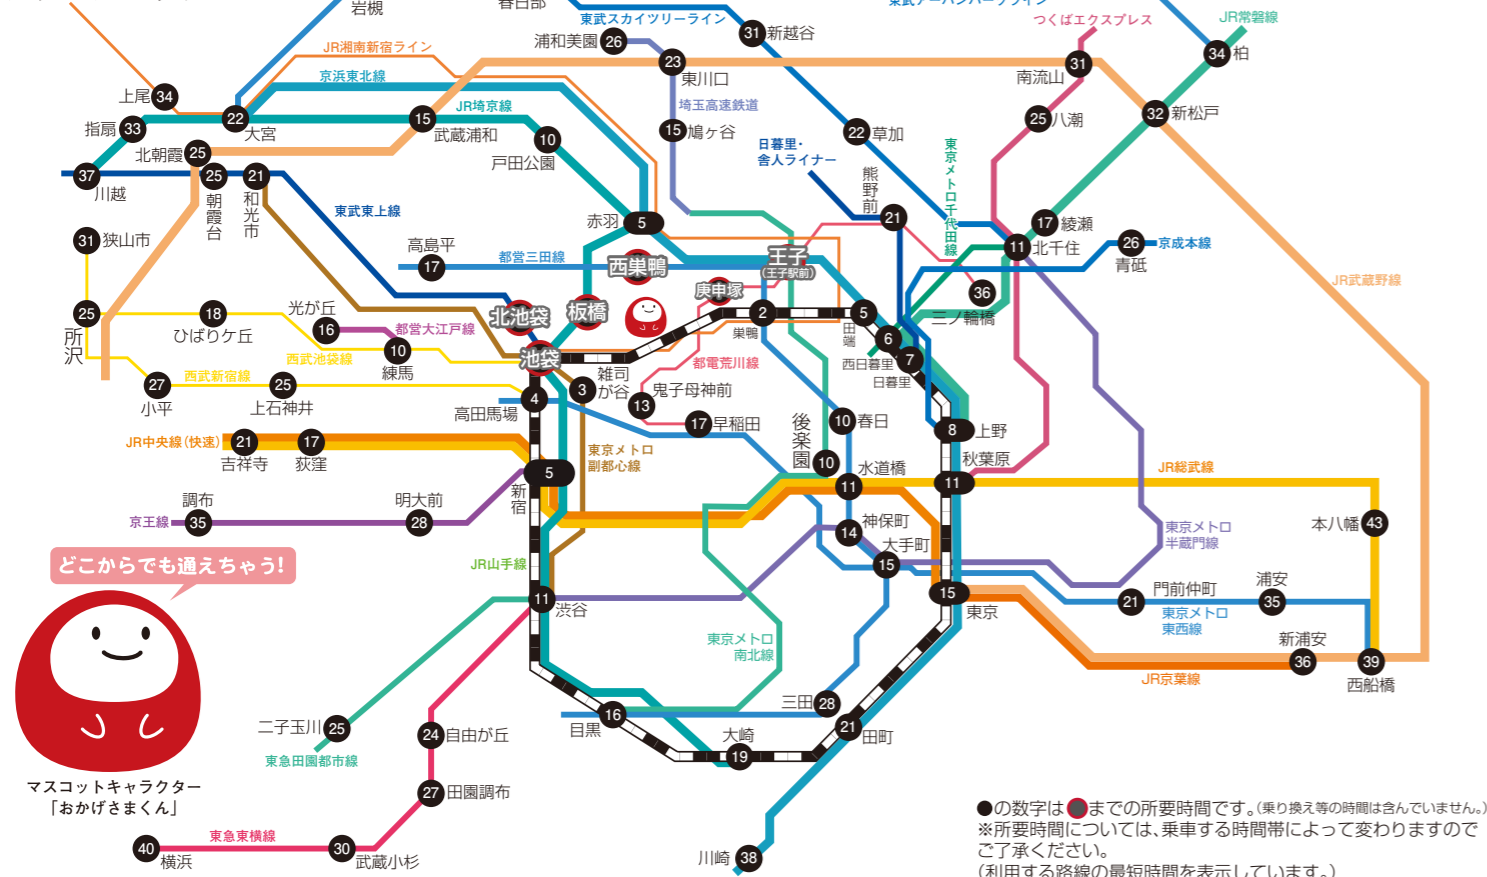 岩槻
春日部
東武スカイツリーライン
東武アーバンパークライン
つくばエクスプレス
JR常磐線
浦和美園
26
31
新越谷
34
柏
JR湘南新宿ライン
23
東川口
南流山
31
京浜東北線
上尾
34
JR埼京線
埼玉高速鉄道
指扇
33
22
大宮
15
武蔵浦和
10
戸田公園
15
鳩ヶ谷
22
草加
25
八潮
32
新松戸
日暮里・
舎人ライナー
東京メトロ千代田線
北朝霞
25
37
川越
25
朝霞台
21
和光市
熊野前
21
東武東上線
赤羽
5
17
綾瀬
11
北千住
26
京成本線
青砥
31
狭山市
高島平
17
都営三田線
西巣鴨
王子
(王子駅前)
庚申塚
JR武蔵野線
36
三ノ輪橋
25
所沢
18
ひばりケ丘
光が丘
16
都営大江戸線
北池袋
板橋
2
巣鴨
5
田端
6
西日暮里
7
日暮里
10
練馬
西武池袋線
池袋
都電荒川線
西武新宿線
27
小平
25
上石神井
雑司が谷
3
鬼子母神前
13
高田馬場
4
17
早稲田
後楽園
10
10
春日
8
上野
JR中央線(快速)
21
吉祥寺
17
荻窪
東京メトロ
副都心線
5
新宿
水道橋
11
秋葉原
11
JR総武線
調布
35
京王線
明大前
28
神保町
14
大手町
15
東京メトロ
半蔵門線
本八幡
43
どこからでも通えちゃう!
JR山手線
11
渋谷
15
東京
21
門前仲町
浦安
35
東京メトロ
東西線
東京メトロ
南北線
新浦安
36
39
西船橋
JR京葉線
二子玉川
25
東急田園都市線
24
自由が丘
16
目黒
三田
28
大崎
19
21
田町
マスコットキャラクター
「おかげさまくん」
27
田園調布
東急東横線
40
横浜
30
武蔵小杉
川崎
38
●の数字は●までの所要時間です。(乗り換え等の時間は含んでいません。)
※所要時間については、乗車する時間帯によって変わりますので
ご了承ください。
(利用する路線の最短時間を表示しています。)